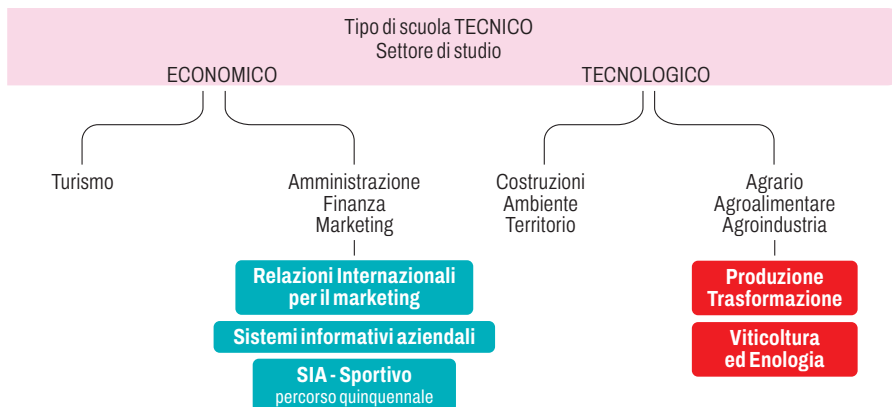 Tipo di scuola TECNICO
Settore di studio
ECONOMICO
TECNOLOGICO
Turismo
Amministrazione
Finanza
Marketing
Relazioni Internazionali
per il marketing
Sistemi informativi aziendali
SIA - Sportivo
percorso quinquennale
Costruzioni
Ambiente
Territorio
Agrario
Agroalimentare
Agroindustria
Produzione
Trasformazione
Viticoltura
ed Enologia